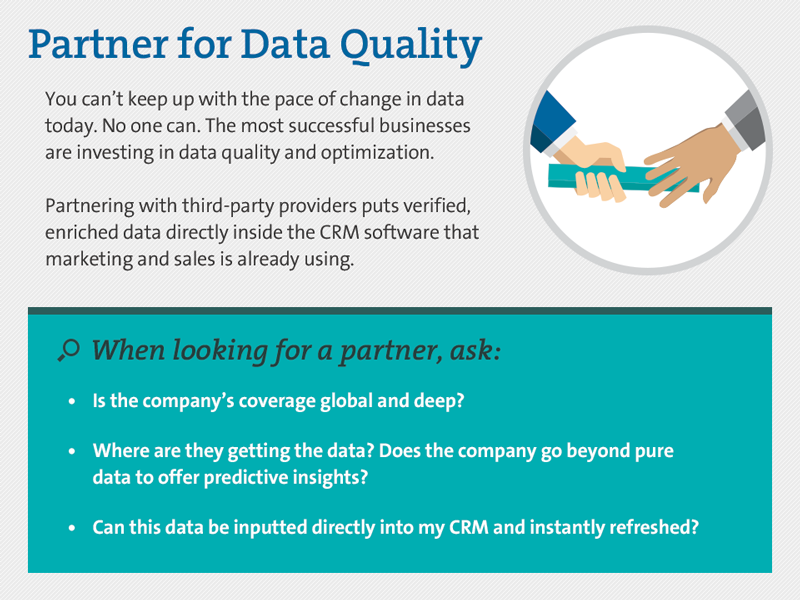 Partner for Data Quality
You can’t keep up with the pace of change in data
today. No one can. The most successful businesses
are investing in data quality and optimization.
Partnering with third-party providers puts verified,
enriched data directly inside the CRM software that
marketing and sales is already using.
When looking for a partner, ask:
• Is the company’s coverage global and deep?
• Where are they getting the data? Does the company go beyond pure
data to offer predictive insights?
• Can this data be inputted directly into my CRM and instantly refreshed?